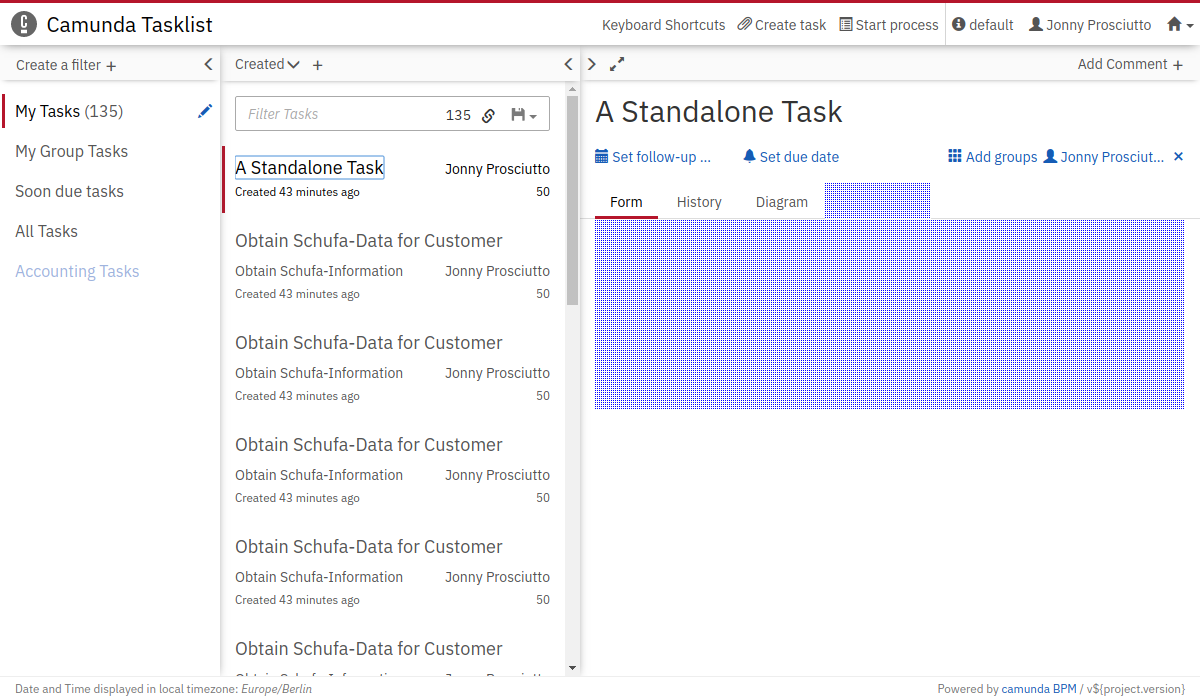 Camunda Tasklist
Keyboard Shortcuts Create task Start process default Jonny Prosciutto
Create a filter +
My Tasks (135)
My Group Tasks
Soon due tasks
All Tasks
Accounting Tasks
Created +
Filter Tasks 135
A Standalone Task Jonny Prosciutto
Created 43 minutes ago 50
Obtain Schufa-Data for Customer
Obtain Schufa-Information Jonny Prosciutto
Created 43 minutes ago 50
Obtain Schufa-Data for Customer
Obtain Schufa-Information Jonny Prosciutto
Created 43 minutes ago 50
Obtain Schufa-Data for Customer
Obtain Schufa-Information Jonny Prosciutto
Created 43 minutes ago 50
Obtain Schufa-Data for Customer
Obtain Schufa-Information Jonny Prosciutto
Created 43 minutes ago 50
Obtain Schufa-Data for Customer
Add Comment +
A Standalone Task
Set follow-up ... Set due date Add groups Jonny Prosciut... ×
Form History Diagram
Date and Time displayed in local timezone: Europe/Berlin
Powered by camunda BPM / v${project.version}